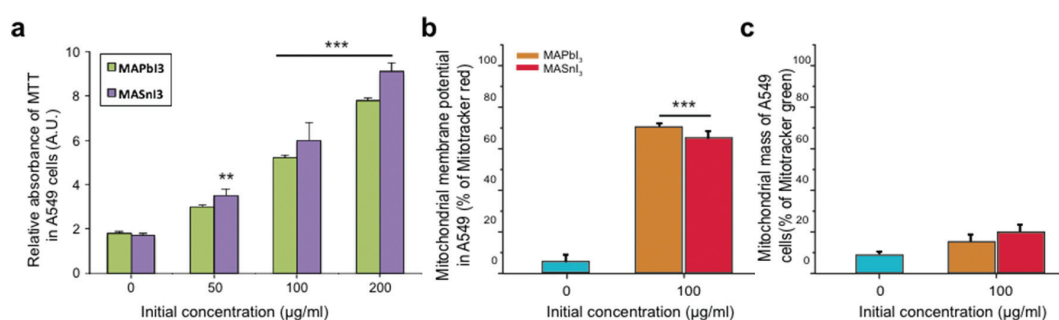 a
Relative absorbance of MTT
in A549 cells (A.U.)
10
8
6
4
2
0
MAPbI3
MASnI3
**
***
0 50 100 200
Initial concentration (µg/ml)
b
Mitochondrial membrane potential
in A549 (% of Mitotracker red)
100
80
60
40
20
0
MAPbI₃
MASnI₃
***
0 100
Initial concentration (µg/ml)
c
Mitochondrial mass of A549
cells(% of Mitotracker green)
100
80
60
40
20
0
0 100
Initial concentration (µg/ml)